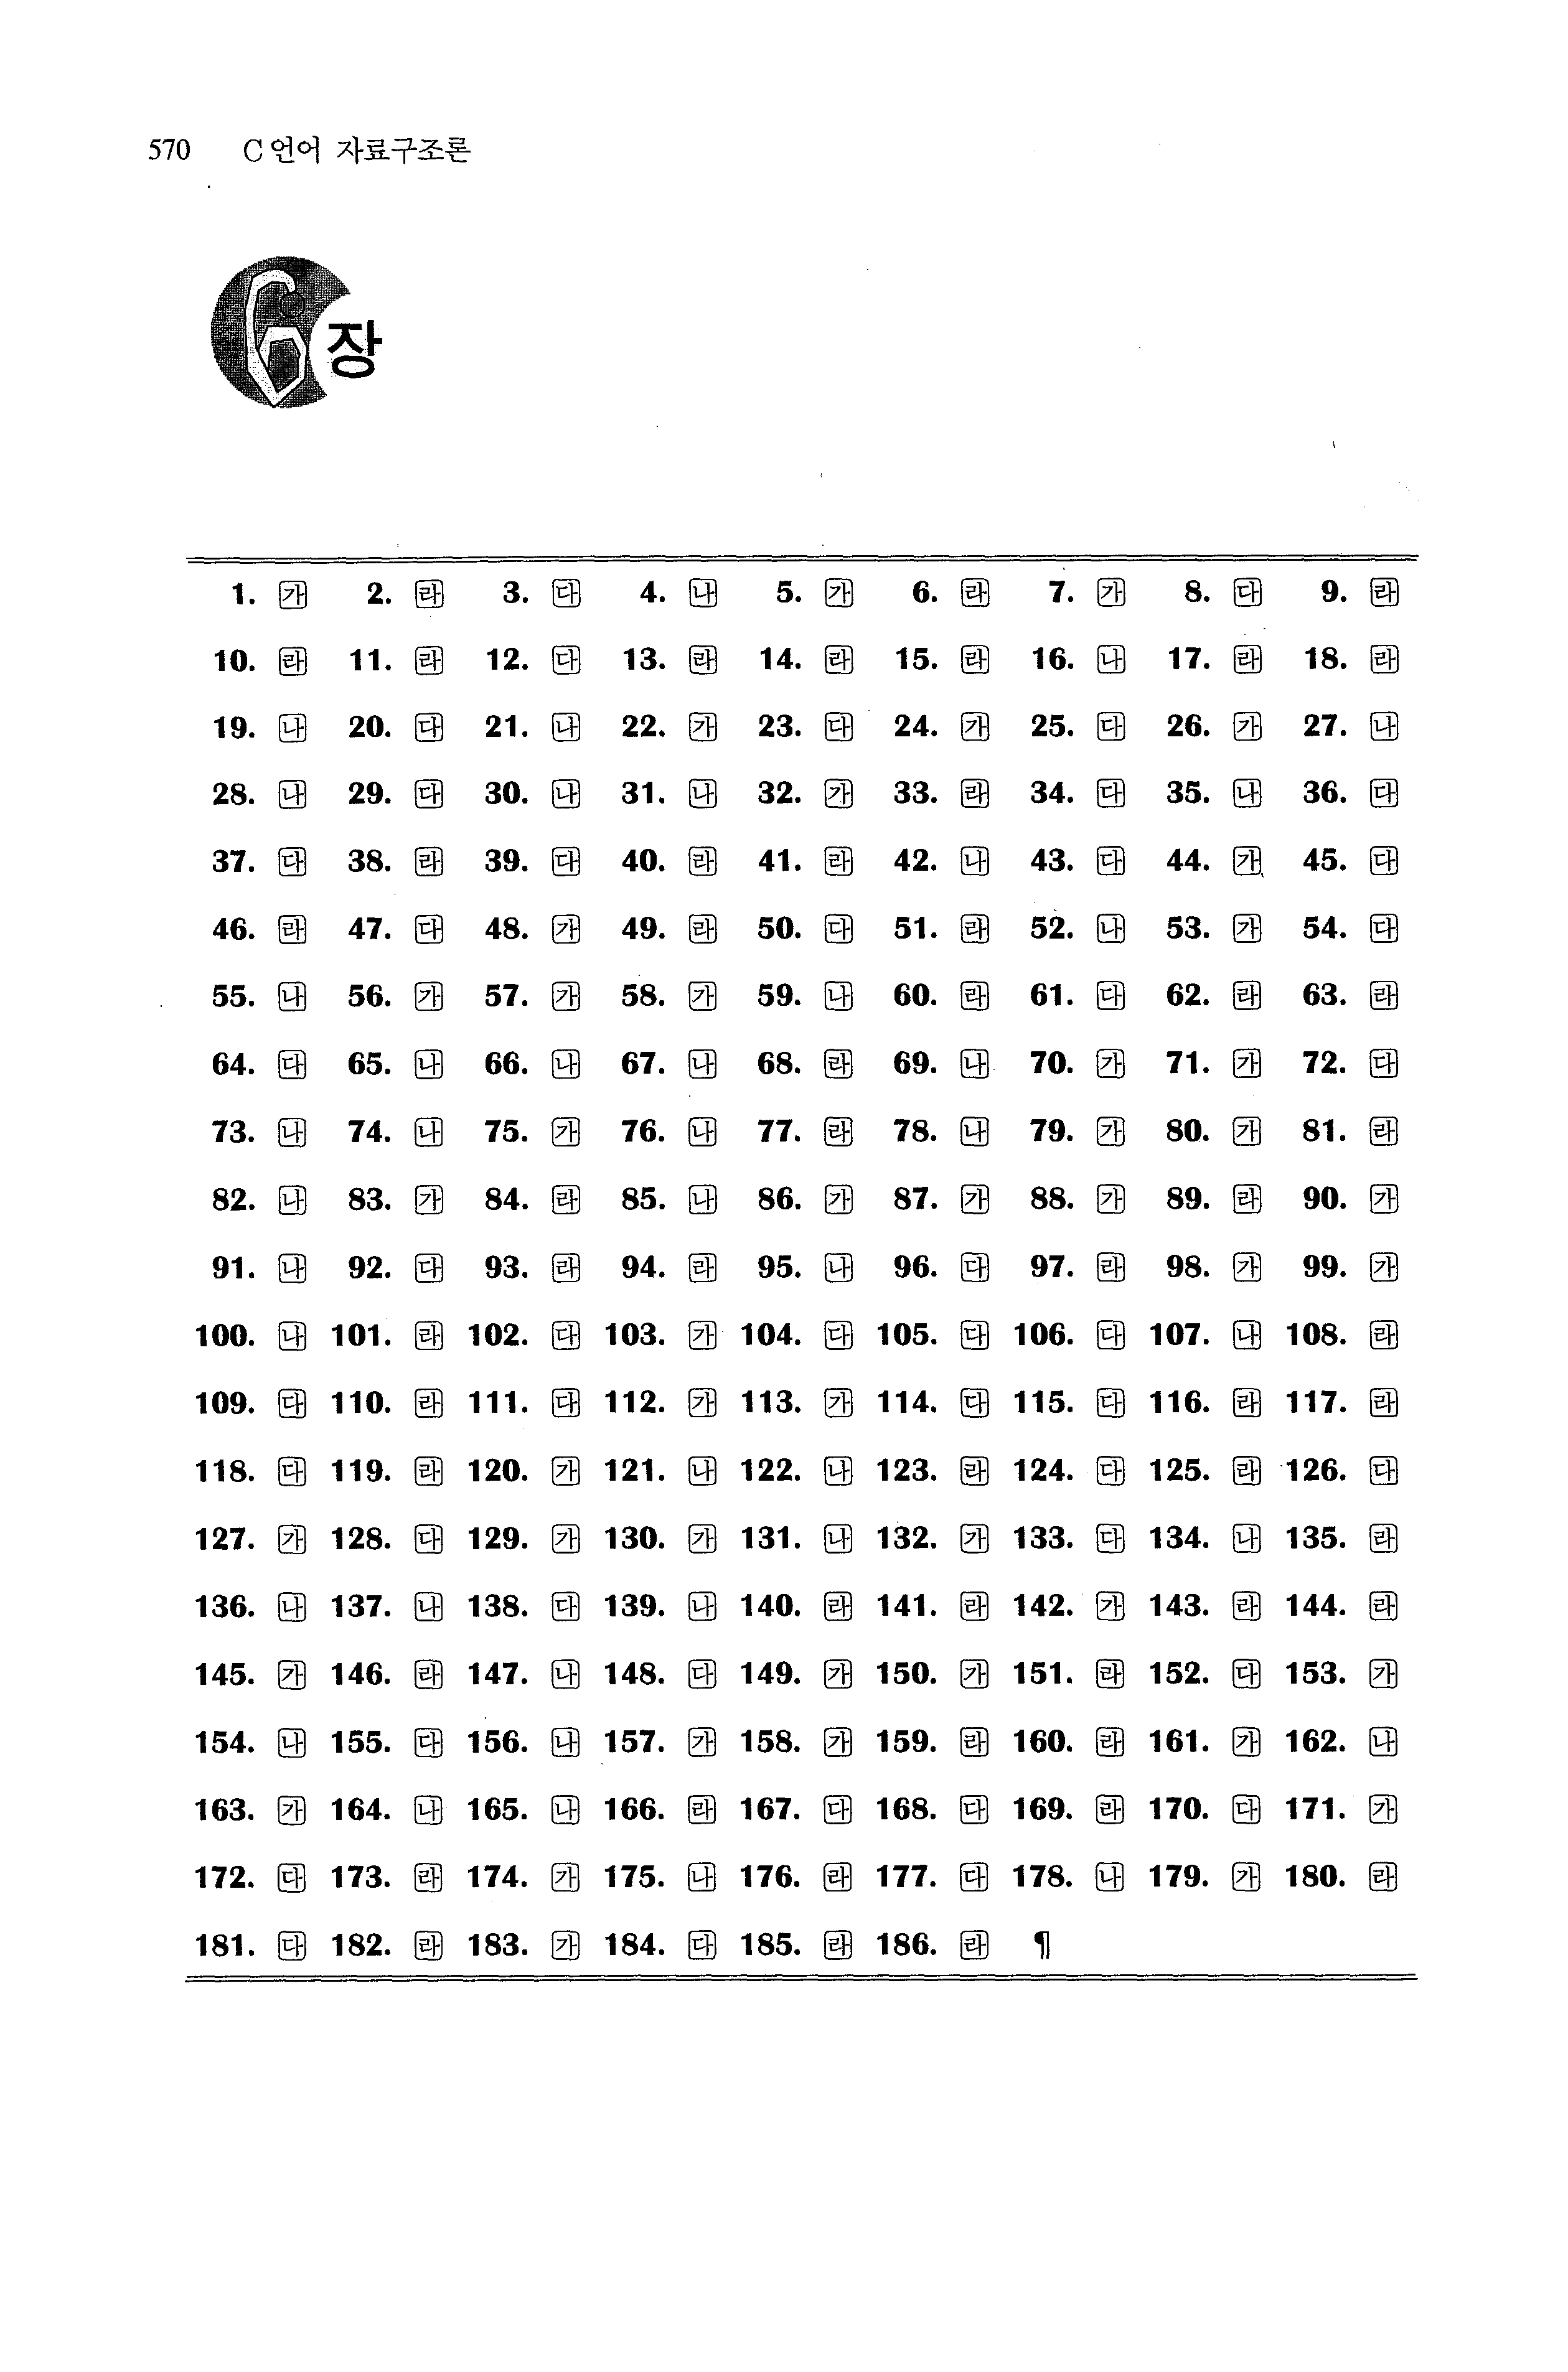 570 C 언어 자료구조론
6장
1. 가 2. 라 3. 다 4. 나 5. 가 6. 라 7. 가 8. 다 9. 라
10. 라 11. 라 12. 다 13. 라 14. 라 15. 라 16. 나 17. 라 18. 라
19. 나 20. 다 21. 나 22. 가 23. 다 24. 가 25. 다 26. 가 27. 나
28. 나 29. 다 30. 나 31. 나 32. 가 33. 라 34. 다 35. 나 36. 다
37. 다 38. 라 39. 다 40. 라 41. 라 42. 나 43. 다 44. 가 45. 다
46. 라 47. 다 48. 가 49. 라 50. 다 51. 라 52. 나 53. 가 54. 다
55. 나 56. 가 57. 가 58. 가 59. 나 60. 라 61. 다 62. 라 63. 라
64. 다 65. 나 66. 나 67. 나 68. 라 69. 나 70. 가 71. 가 72. 다
73. 나 74. 나 75. 가 76. 나 77. 라 78. 나 79. 가 80. 가 81. 라
82. 나 83. 가 84. 라 85. 나 86. 가 87. 가 88. 가 89. 라 90. 가
91. 나 92. 다 93. 라 94. 라 95. 나 96. 다 97. 라 98. 가 99. 가
100. 나 101. 라 102. 다 103. 가 104. 다 105. 다 106. 다 107. 나 108. 라
109. 다 110. 라 111. 다 112. 가 113. 가 114. 다 115. 다 116. 라 117. 라
118. 다 119. 라 120. 가 121. 나 122. 나 123. 라 124. 다 125. 라 126. 다
127. 가 128. 다 129. 가 130. 가 131. 나 132. 가 133. 다 134. 나 135. 라
136. 나 137. 나 138. 다 139. 나 140. 라 141. 라 142. 가 143. 라 144. 라
145. 가 146. 라 147. 나 148. 다 149. 가 150. 가 151. 라 152. 다 153. 가
154. 나 155. 다 156. 나 157. 가 158. 가 159. 라 160. 라 161. 가 162. 나
163. 가 164. 나 165. 나 166. 라 167. 다 168. 다 169. 라 170. 다 171. 가
172. 다 173. 라 174. 가 175. 나 176. 라 177. 다 178. 나 179. 가 180. 라
181. 다 182. 라 183. 가 184. 다 185. 라 186. 라 ¶